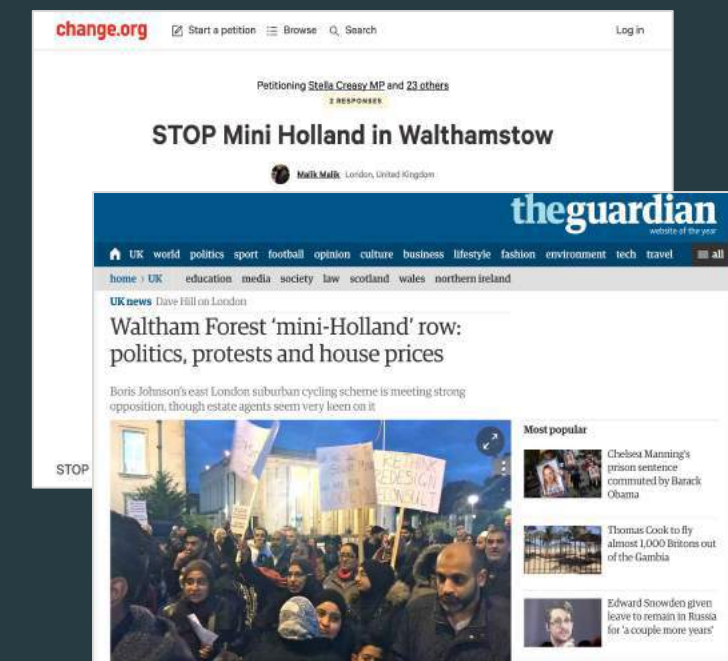 change.org
Start a petition Browse Search Log in
Petitioning Stella Creasy MP and 23 others
2 RESPONSES
STOP Mini Holland in Walthamstow
Malik Malik London, United Kingdom
STOP
theguardian
website of the year
UK world politics sport football opinion culture business lifestyle fashion environment tech travel all
home › UK education media society law scotland wales northern ireland
UK news Dave Hill on London
Waltham Forest ‘mini-Holland’ row:
politics, protests and house prices
Boris Johnson's east London suburban cycling scheme is meeting strong
opposition, though estate agents seem very keen on it
RETHINK
REDESIGN
CONSULT
Most popular
Chelsea Manning's
prison sentence
commuted by Barack
Obama
Thomas Cook to fly
almost 1,000 Britons out
of the Gambia
Edward Snowden given
leave to remain in Russia
for 'a couple more years'